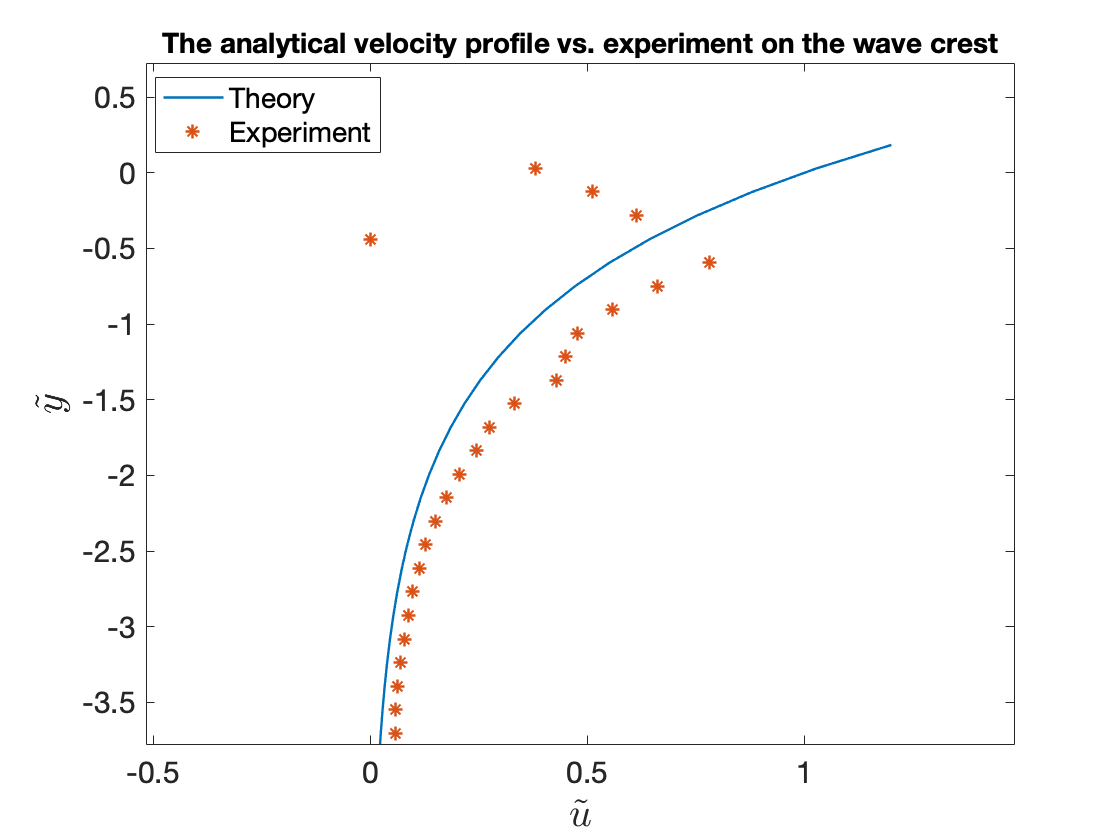 The analytical velocity profile vs. experiment on the wave crest
Theory
Experiment
0.5
0
-0.5
-1
-1.5
-2
-2.5
-3
-3.5
ỹ
-0.5 0 0.5 1
ũ